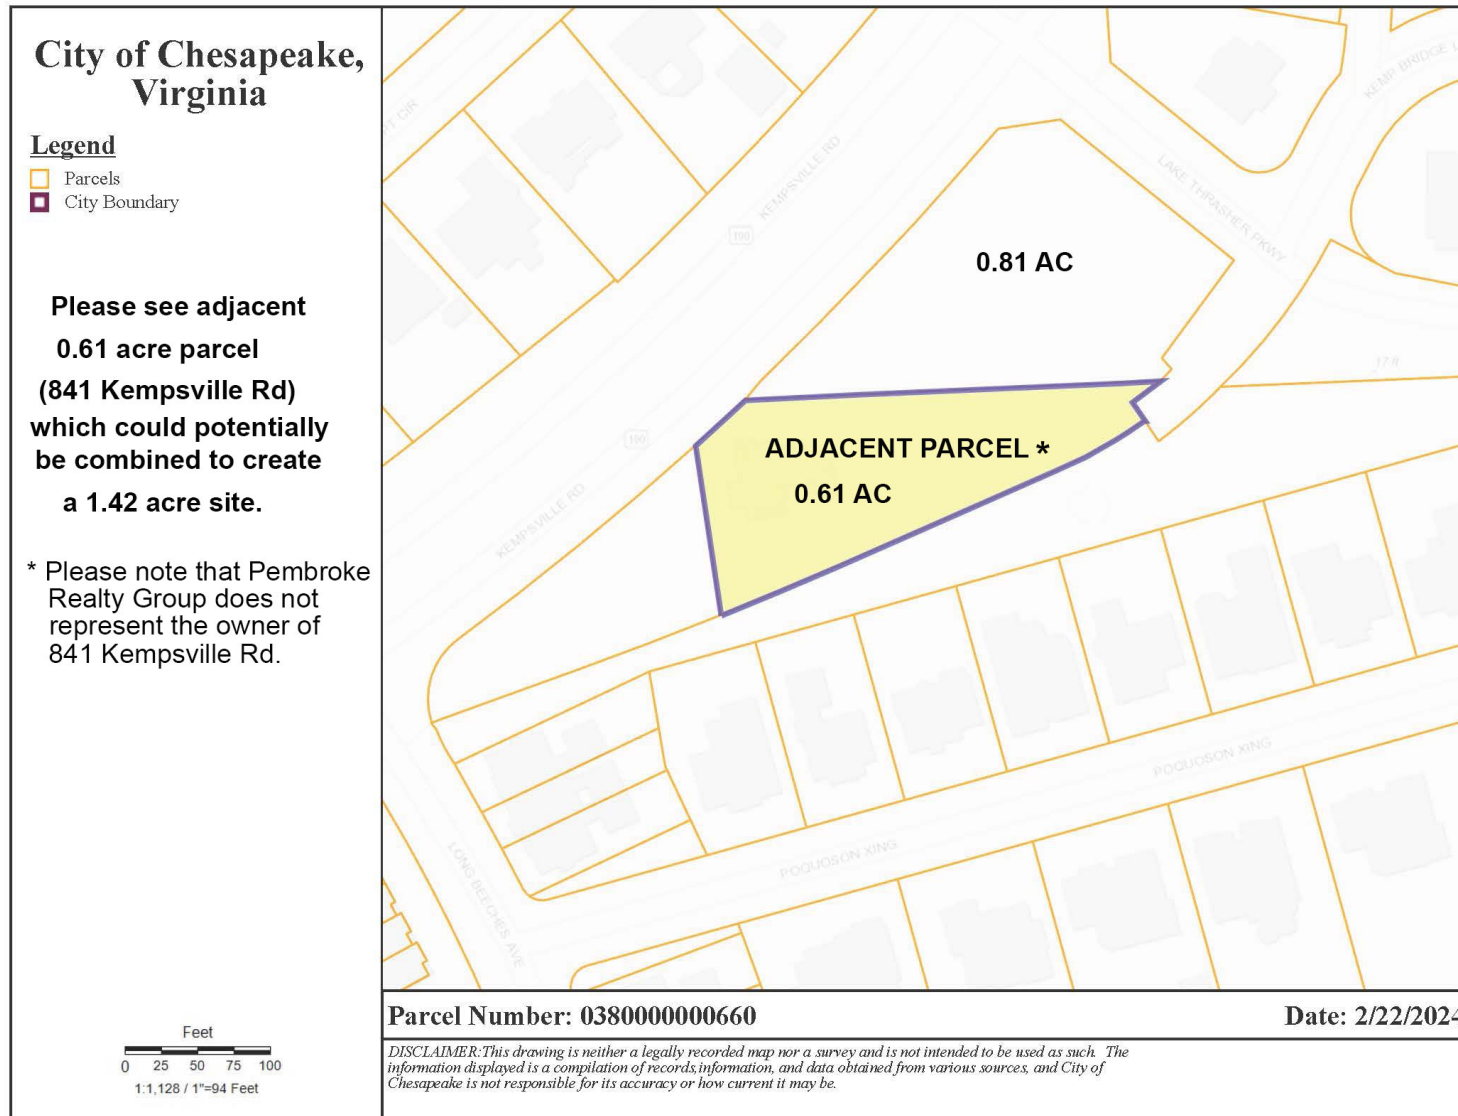 City of Chesapeake,
Virginia
Legend
Parcels
City Boundary
Please see adjacent
0.61 acre parcel
(841 Kempsville Rd)
which could potentially
be combined to create
a 1.42 acre site.
* Please note that Pembroke
Realty Group does not
represent the owner of
841 Kempsville Rd.
Feet
0 25 50 75 100
1:1,128 / 1"=94 Feet
PT CIR
KEMPSVILLE RD
190
KEMP BRIDGE L
LAKE THRASHER PKWY
0.81 AC
17 ft
190
KEMPSVILLE RD
ADJACENT PARCEL *
0.61 AC
POQUOSON XING
POQUOSON XING
LONG BEECHES AVE
Parcel Number: 0380000000660
Date: 2/22/2024
DISCLAIMER:This drawing is neither a legally recorded map nor a survey and is not intended to be used as such. The
information displayed is a compilation of records,information, and data obtained from various sources, and City of
Chesapeake is not responsible for its accuracy or how current it may be.